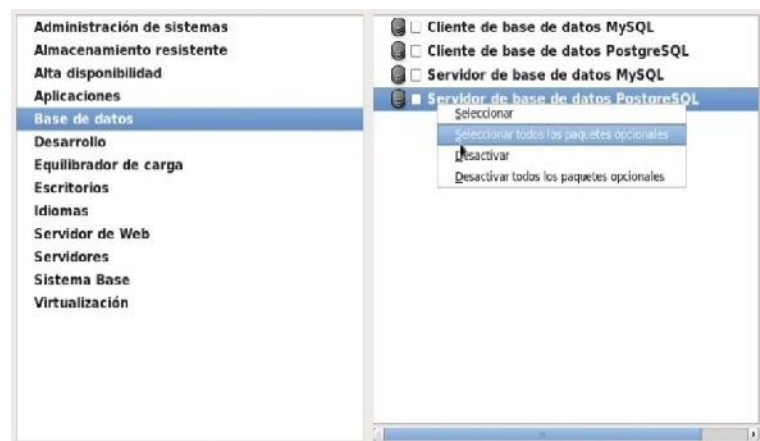 Administración de sistemas
Almacenamiento resistente
Alta disponibilidad
Aplicaciones
Base de datos
Desarrollo
Equilibrador de carga
Escritorios
Idiomas
Servidor de Web
Servidores
Sistema Base
Virtualización
Cliente de base de datos MySQL
Cliente de base de datos PostgreSQL
Servidor de base de datos MySQL
Servidor de base de datos PostgreSQL
Seleccionar
Seleccionar todos los paquetes opcionales
Desactivar
Desactivar todos los paquetes opcionales